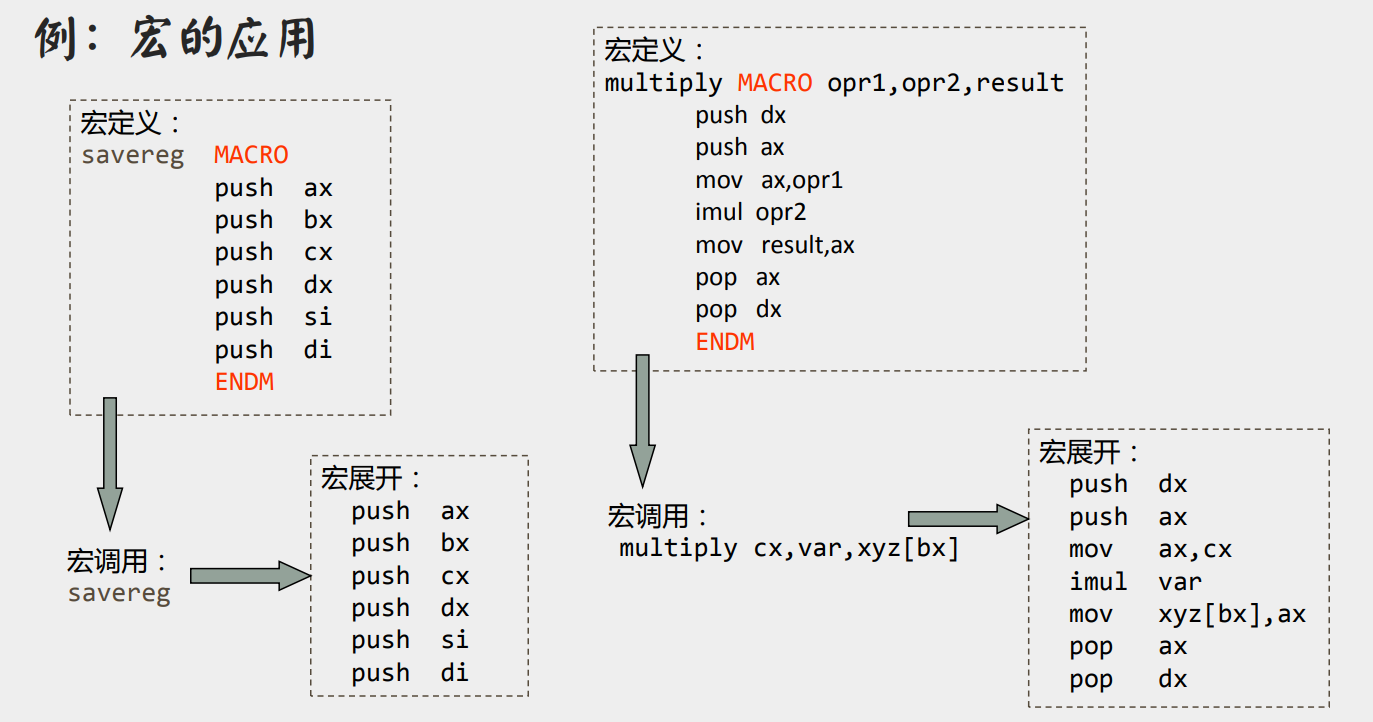 例：宏的应用
宏定义：
savereg MACRO
push ax
push bx
push cx
push dx
push si
push di
ENDM
宏调用：
savereg
宏展开：
push ax
push bx
push cx
push dx
push si
push di
宏定义：
multiply MACRO opr1,opr2,result
push dx
push ax
mov ax,opr1
imul opr2
mov result,ax
pop ax
pop dx
ENDM
宏调用：
multiply cx,var,xyz[bx]
宏展开：
push dx
push ax
mov ax,cx
imul var
mov xyz[bx],ax
pop ax
pop dx